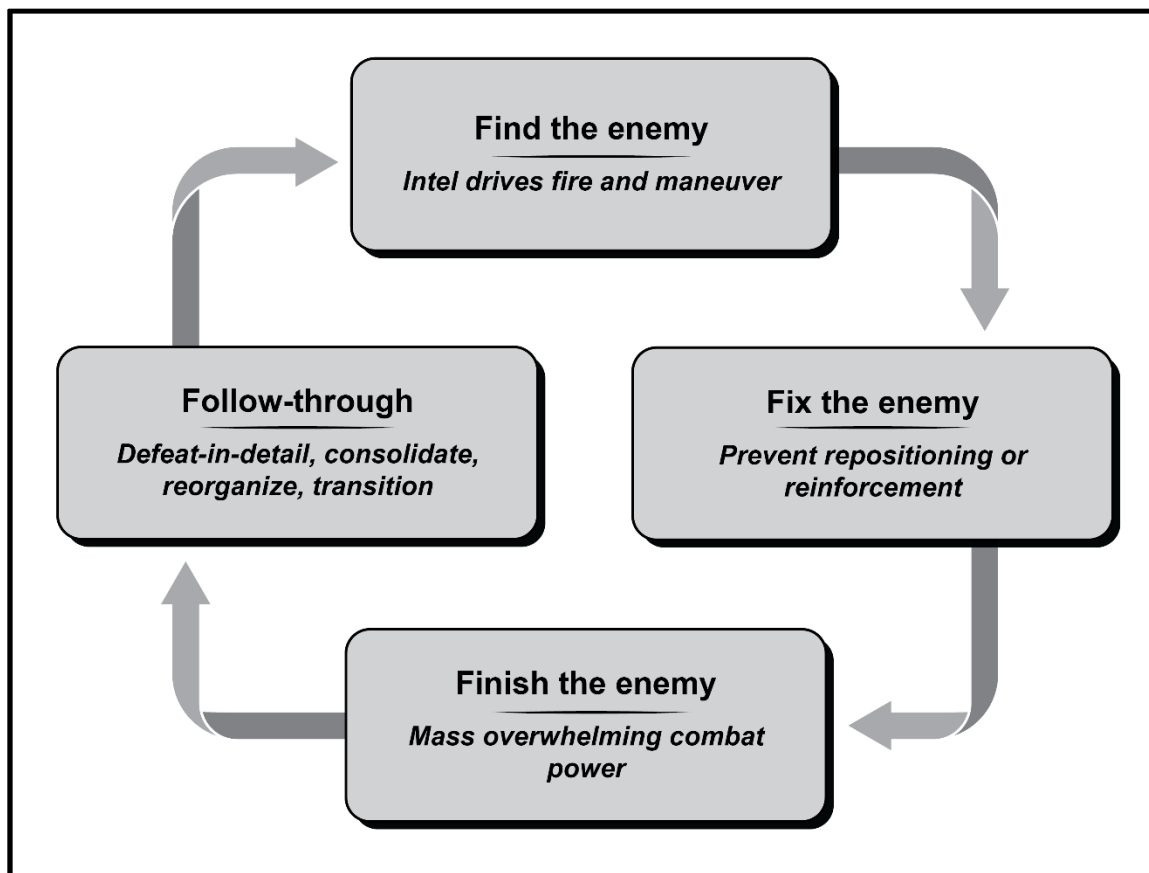 Find the enemy
Intel drives fire and maneuver
Follow-through
Defeat-in-detail, consolidate,
reorganize, transition
Fix the enemy
Prevent repositioning or
reinforcement
Finish the enemy
Mass overwhelming combat
power